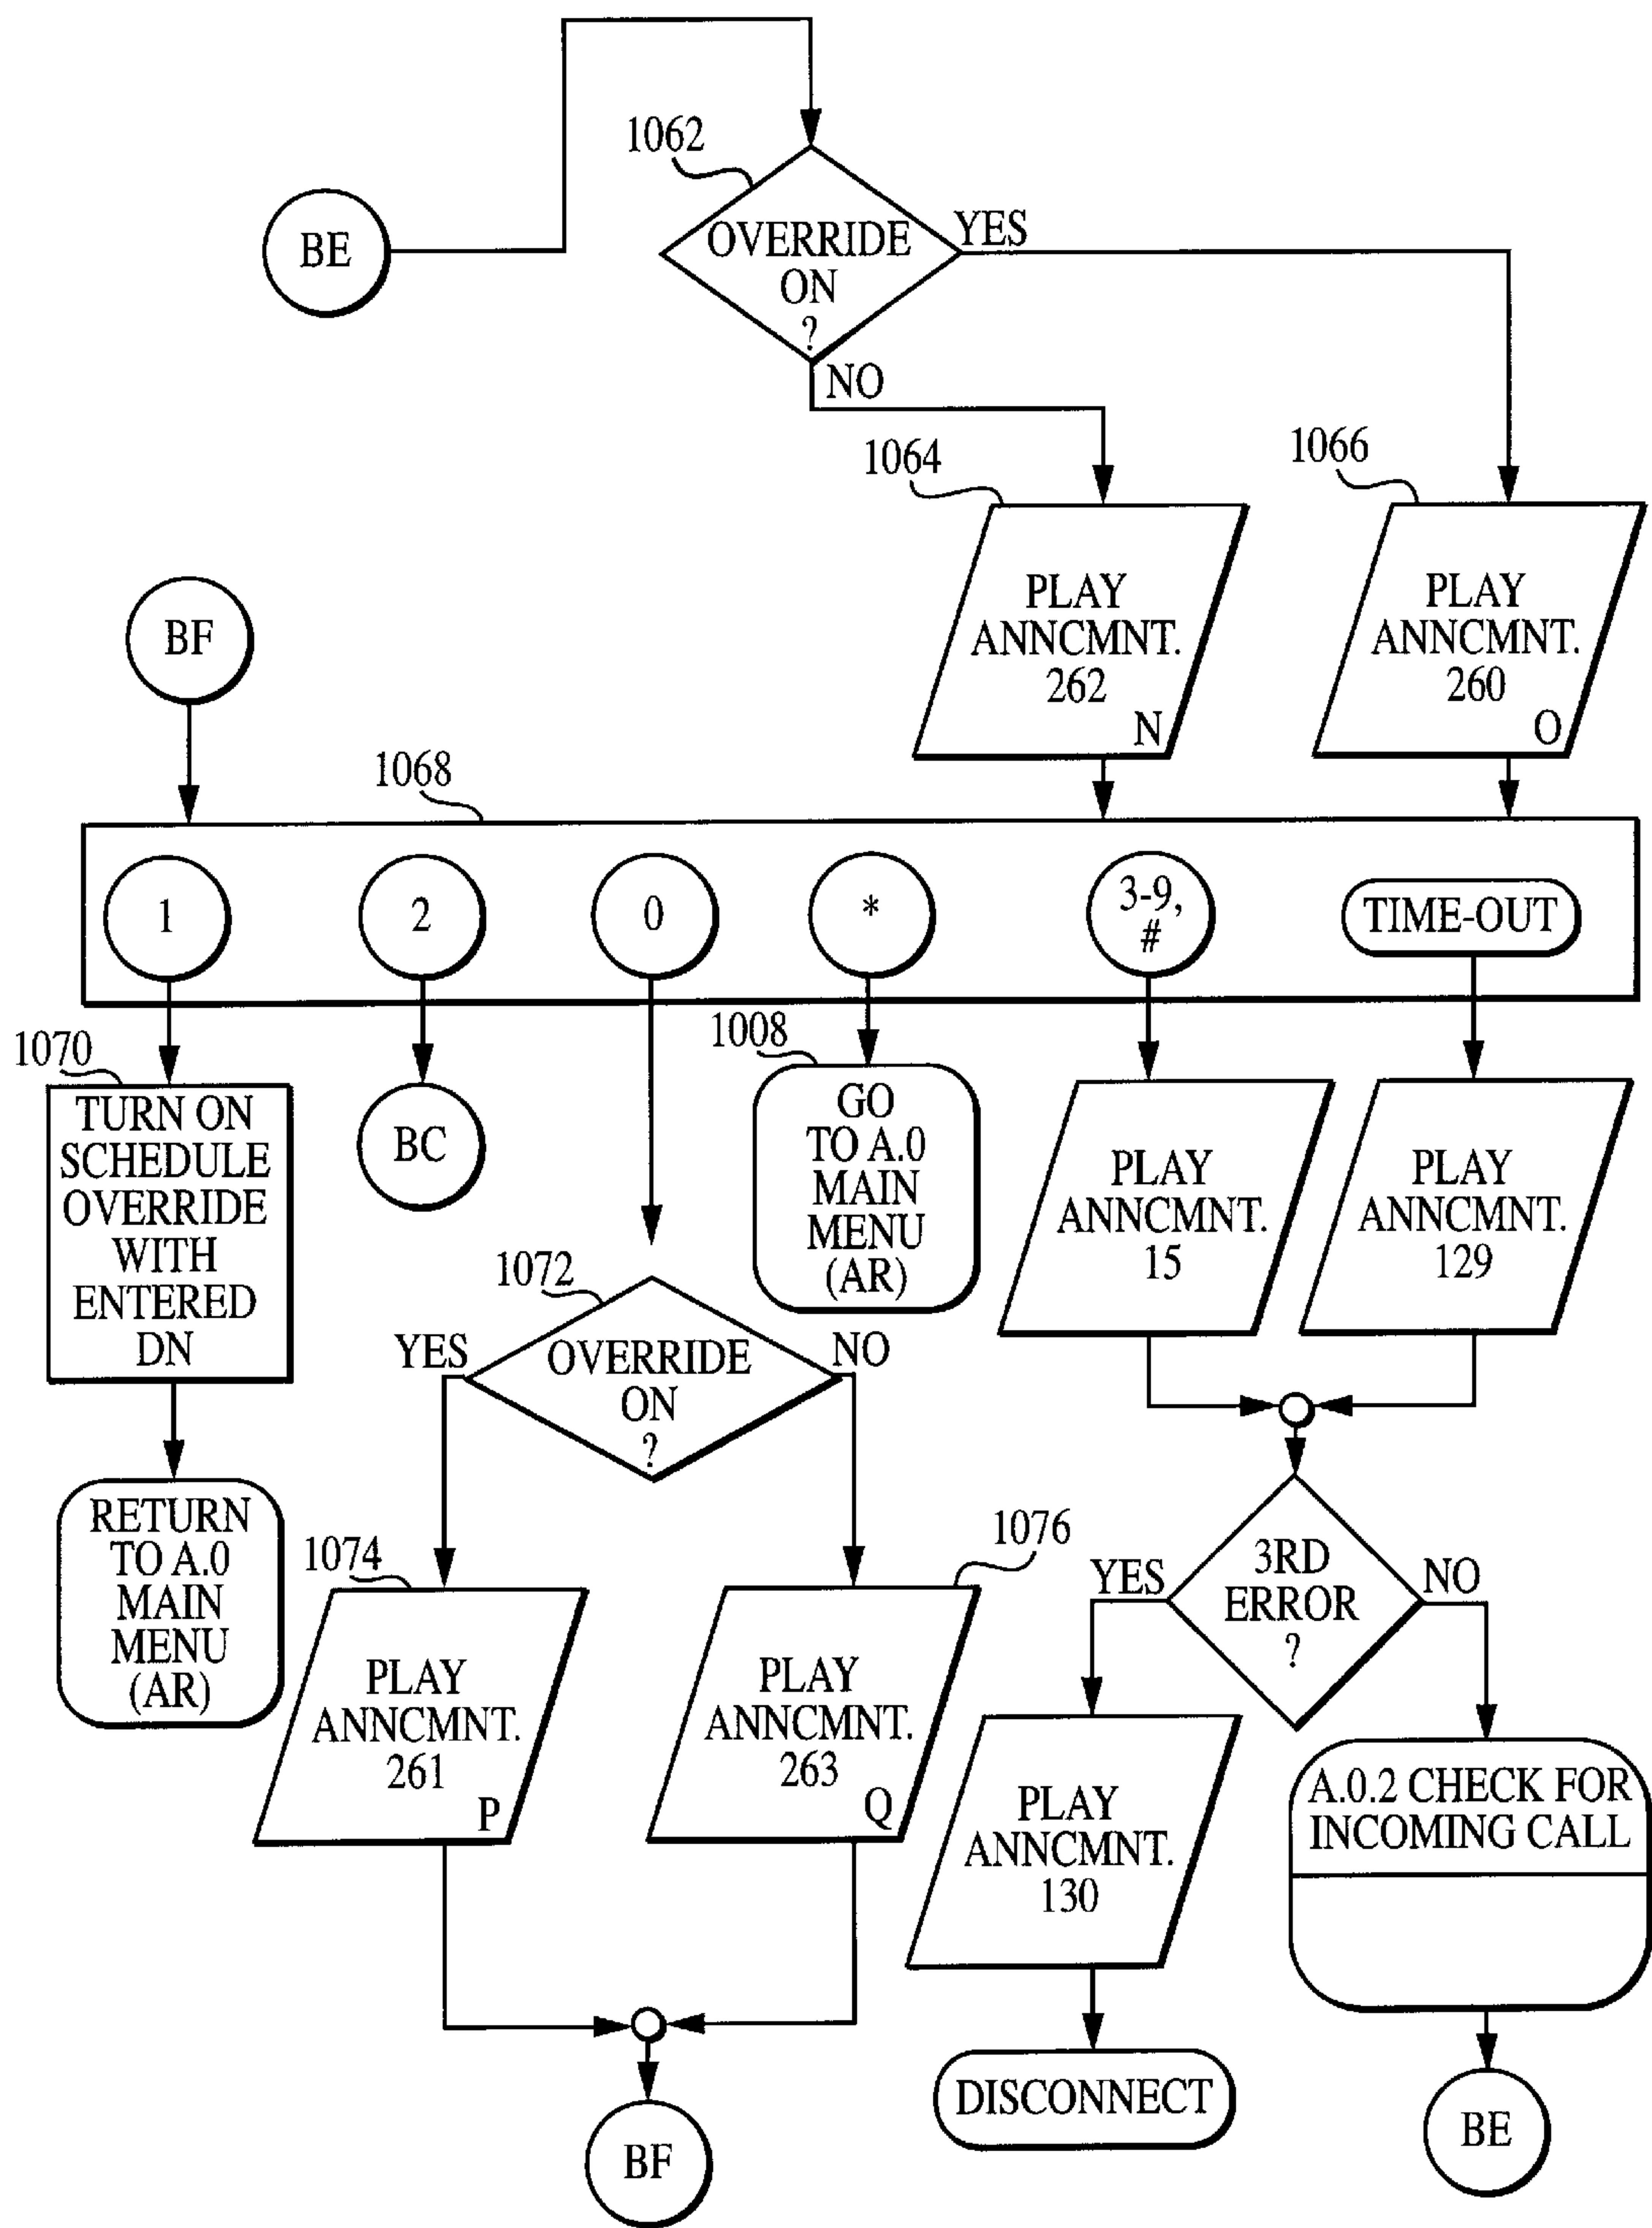 1062
BE
OVERRIDE
ON
?
YES
NO
1064
1066
PLAY
ANNCMNT.
262
N
PLAY
ANNCMNT.
260
O
BF
1068
1
2
0
*
3-9,
#
TIME-OUT
1070
TURN ON
SCHEDULE
OVERRIDE
WITH
ENTERED
DN
BC
1008
GO
TO A.0
MAIN
MENU
(AR)
PLAY
ANNCMNT.
15
PLAY
ANNCMNT.
129
1072
YES
OVERRIDE
ON
?
NO
RETURN
TO A.0
MAIN
MENU
(AR)
1074
PLAY
ANNCMNT.
261
P
1076
PLAY
ANNCMNT.
263
Q
YES
3RD
ERROR
?
NO
PLAY
ANNCMNT.
130
A.0.2 CHECK FOR
INCOMING CALL
BF
DISCONNECT
BE